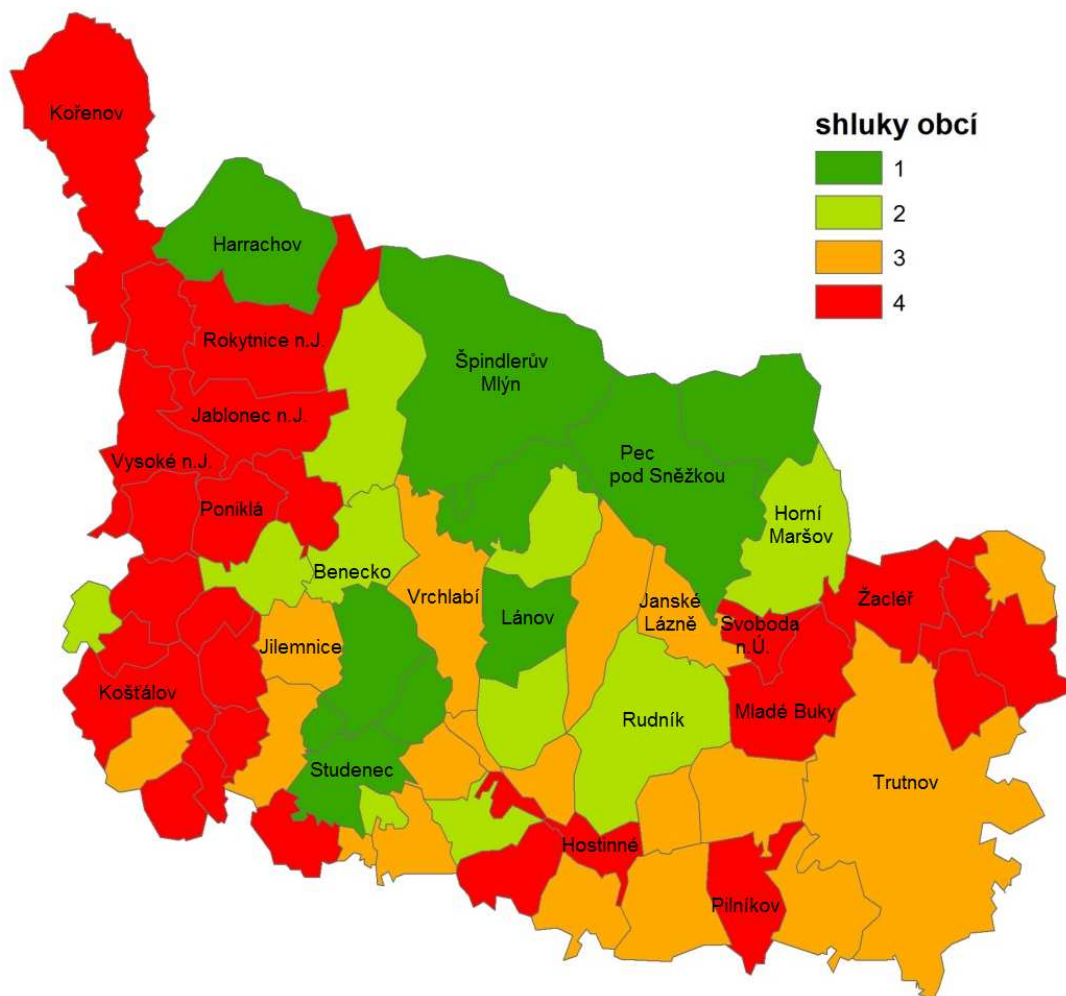 Kořenov
shluky obcí
1
2
3
4
Harrachov
Rokytnice n.J.
Špindlerův
Mlýn
Jablonec n.J.
Vysoké n.J.
Pec
pod Sněžkou
Poniklá
Horní
Maršov
Benecko
Vrchlabí
Lánov
Janské
Lázně
Žacléř
Svoboda
n.Ú.
Jilemnice
Košťálov
Rudník
Mladé Buky
Studenec
Trutnov
Hostinné
Pilníkov